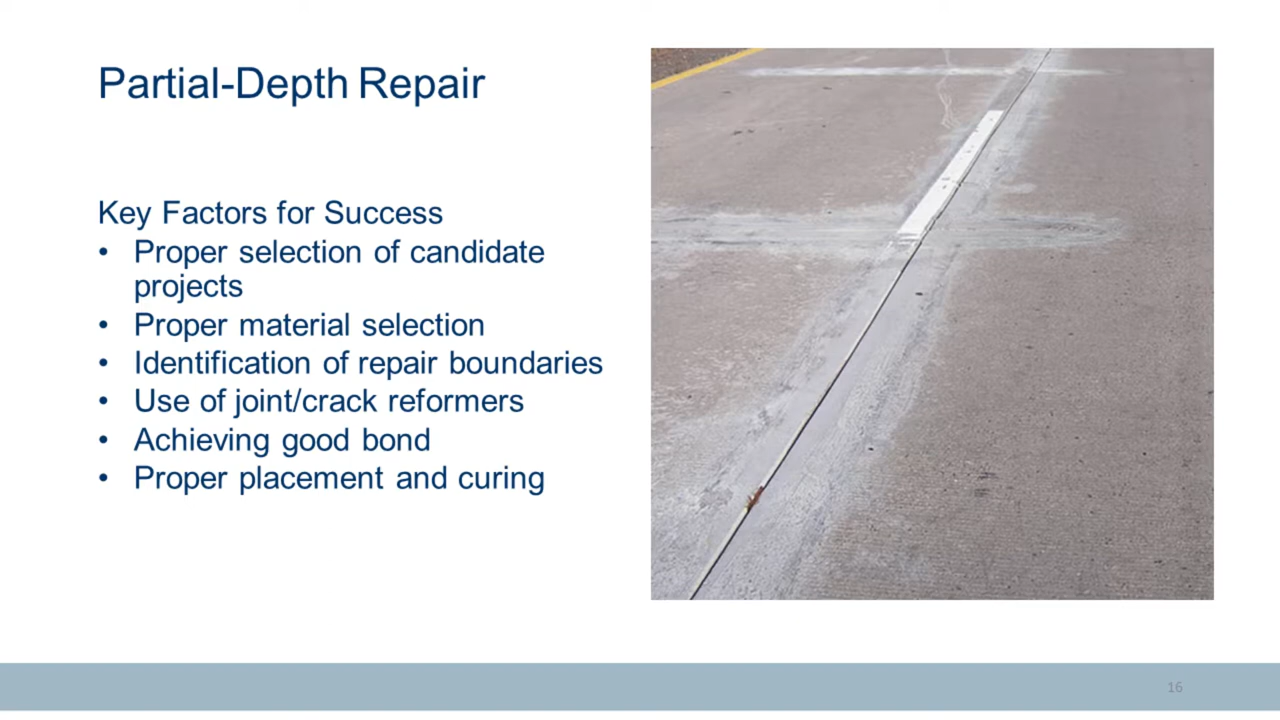 Partial-Depth Repair
Key Factors for Success
• Proper selection of candidate
projects
• Proper material selection
• Identification of repair boundaries
• Use of joint/crack reformers
• Achieving good bond
• Proper placement and curing
16